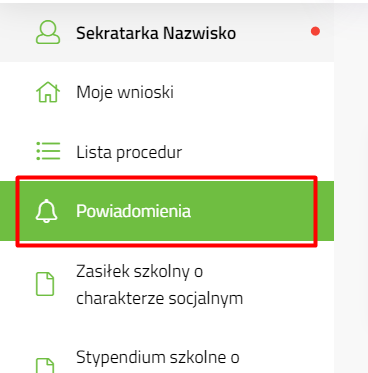 Sekratarka Nazwisko
Moje wnioski
Lista procedur
Powiadomienia
Zasiłek szkolny o
charakterze socjalnym
Stypendium szkolne o